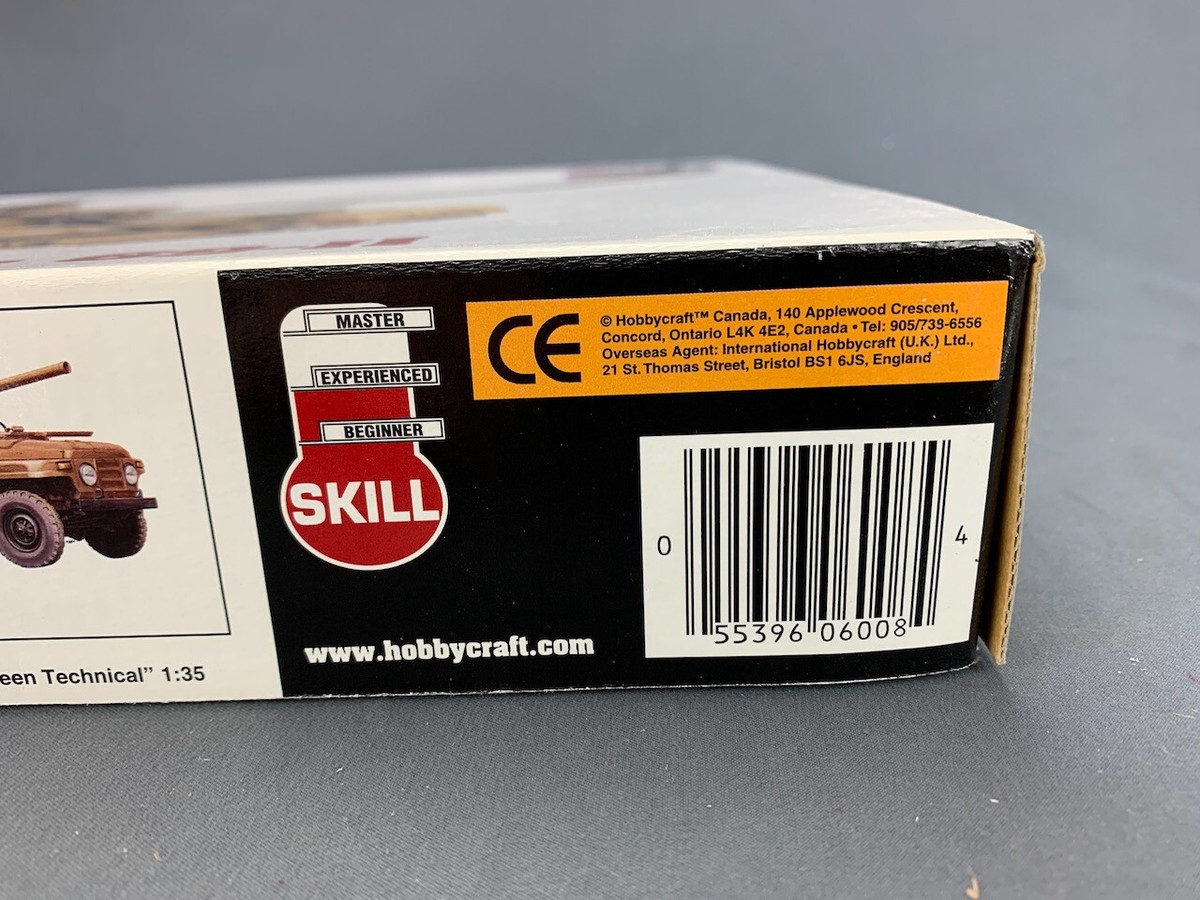 MASTER
EXPERIENCED
BEGINNER
SKILL
CE
© Hobbycraft™ Canada, 140 Applewood Crescent,
Concord, Ontario L4K 4E2, Canada • Tel: 905/738-6556
Overseas Agent: International Hobbycraft (U.K.) Ltd.,
21 St. Thomas Street, Bristol BS1 6JS, England
0 55396 06008 4
www.hobbycraft.com
een Technical” 1:35